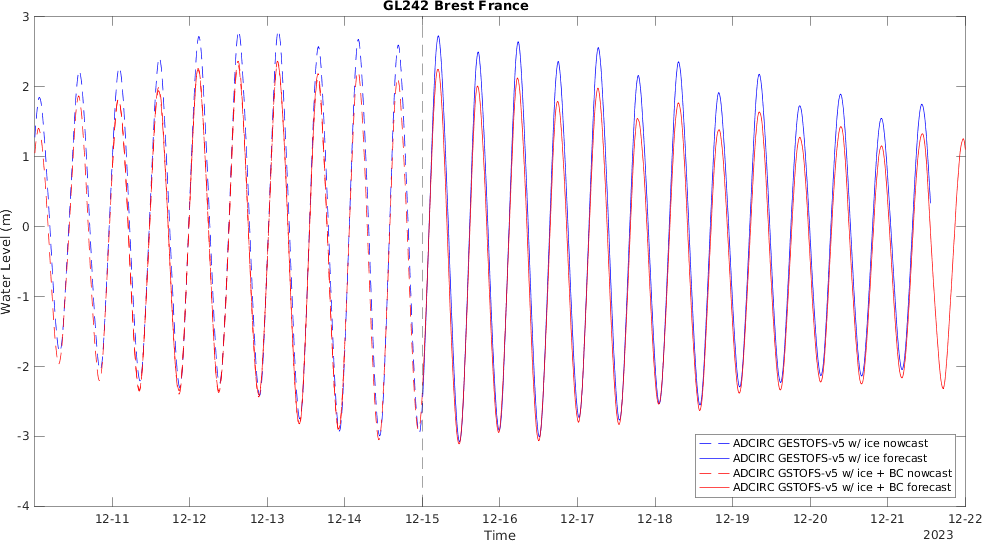 GL242 Brest France
3
2
1
0
-1
-2
-3
-4
Water Level (m)
ADCIRC GESTOFS-v5 w/ ice nowcast
ADCIRC GESTOFS-v5 w/ ice forecast
ADCIRC GSTOFS-v5 w/ ice + BC nowcast
ADCIRC GSTOFS-v5 w/ ice + BC forecast
12-11 12-12 12-13 12-14 12-15 12-16 12-17 12-18 12-19 12-20 12-21 12-22
Time
2023